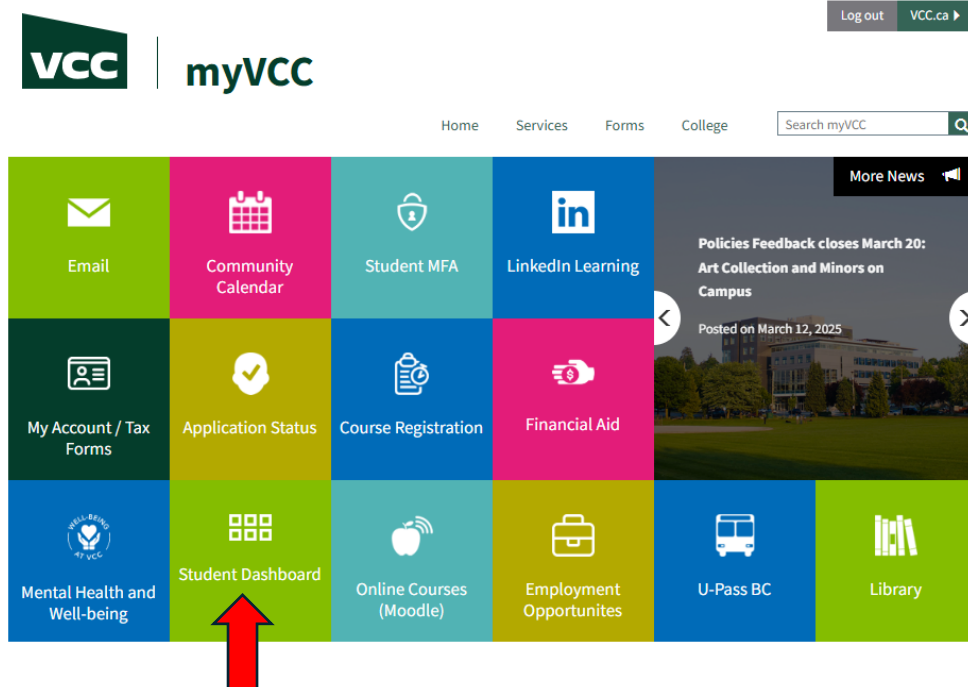 Log out
VCC.ca
VCC
myVCC
Home
Services
Forms
College
Search myVCC
Email
Community
Calendar
Student MFA
in
LinkedIn Learning
More News
Policies Feedback closes March 20:
Art Collection and Minors on
Campus
Posted on March 12, 2025
My Account / Tax
Forms
Application Status
Course Registration
$
Financial Aid
WELL-BEING
AT VCC
Mental Health and
Well-being
Student Dashboard
Online Courses
(Moodle)
Employment
Opportunites
U-Pass BC
Library